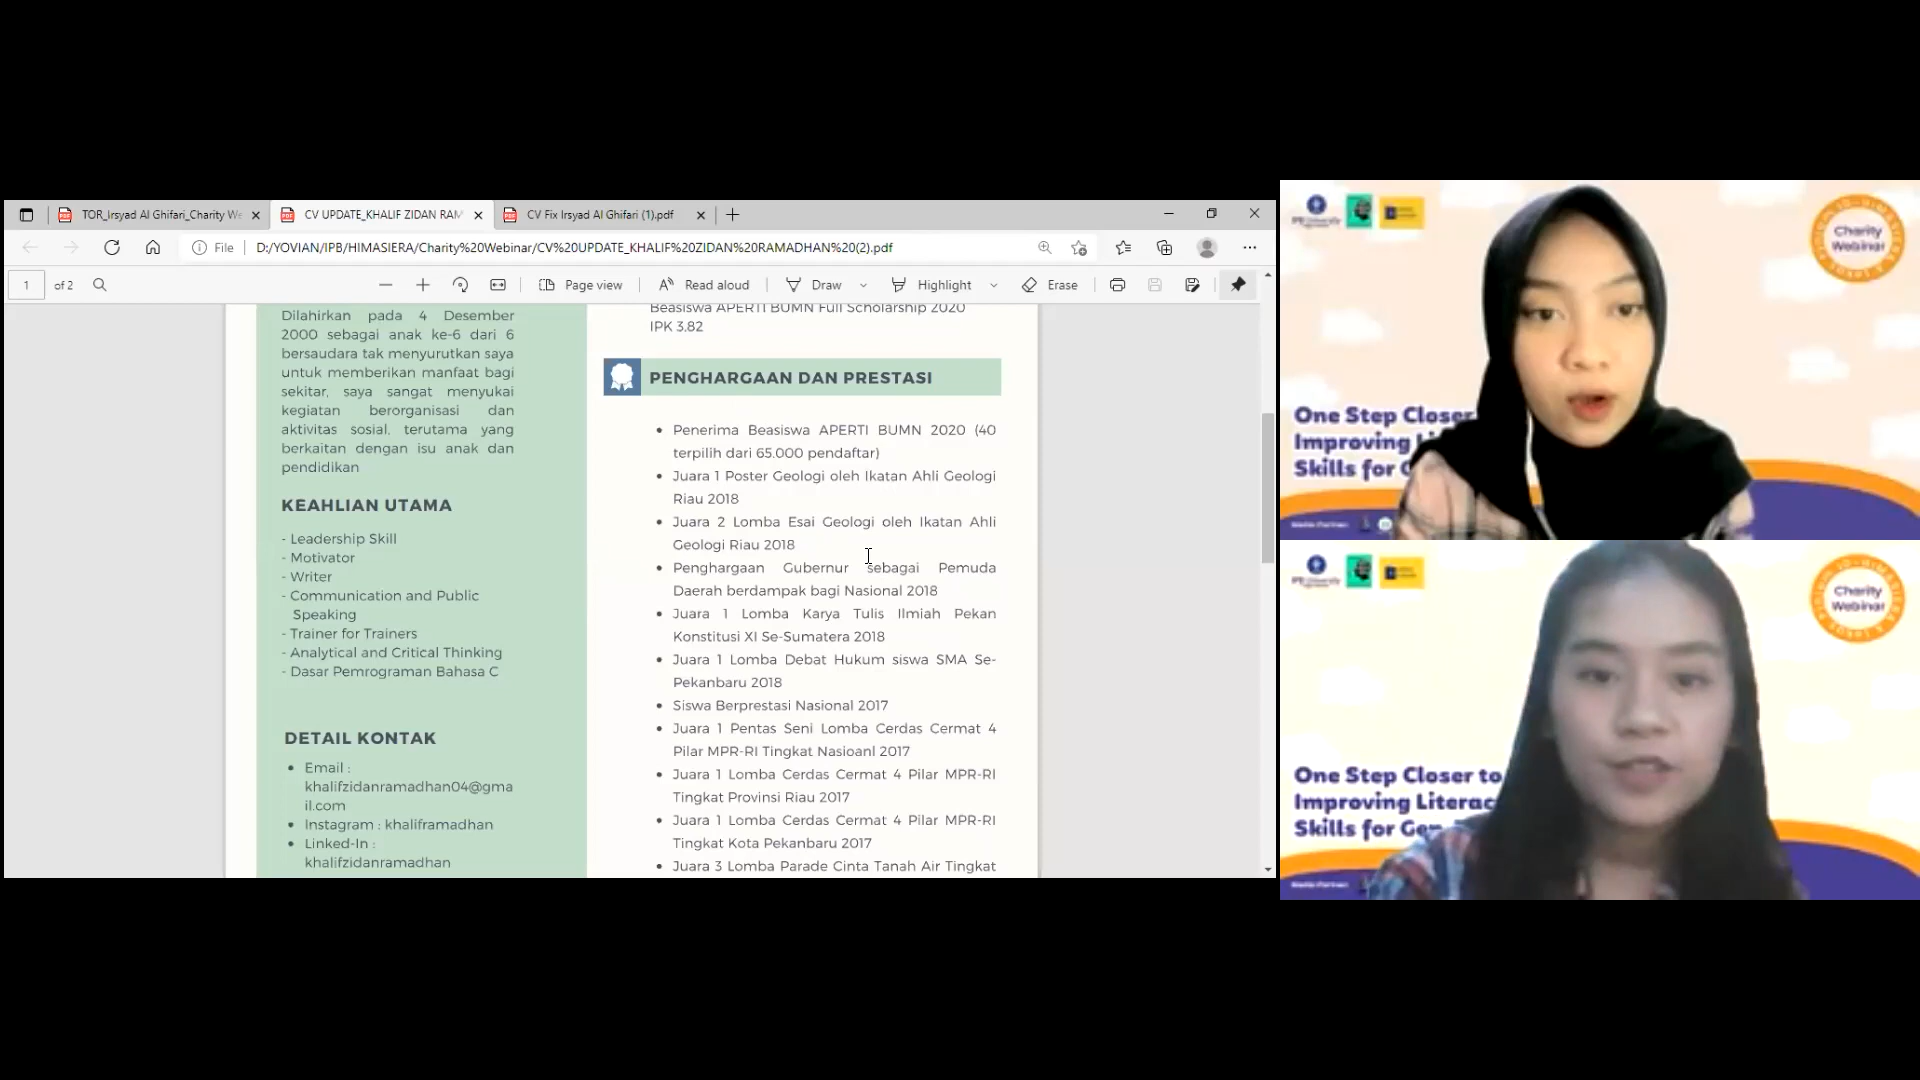 TOR_Irsyad Al Ghifari_Charity We
CV UPDATE_KHALIF ZIDAN RAM
CV Fix Irsyad Al Ghifari (1).pdf
File
D:/YOVIAN/IPB/HIMASIERA/Charity%20Webinar/CV%20UPDATE_KHALIF%20ZIDAN%20RAMADHAN%20(2).pdf
1 of 2
Page view
Read aloud
Draw
Highlight
Erase
Dilahirkan pada 4 Desember
2000 sebagai anak ke-6 dari 6
bersaudara tak menyurutkan saya
untuk memberikan manfaat bagi
sekitar, saya sangat menyukai
kegiatan berorganisasi dan
aktivitas sosial, terutama yang
berkaitan dengan isu anak dan
pendidikan
KEAHLIAN UTAMA
- Leadership Skill
- Motivator
- Writer
- Communication and Public
Speaking
- Trainer for Trainers
- Analytical and Critical Thinking
- Dasar Pemrograman Bahasa C
DETAIL KONTAK
• Email :
khalifzidanramadhan04@gma
il.com
• Instagram : khaliframadhan
• Linked-In :
khalifzidanramadhan
Beasiswa APERTI BUMN Full Scholarship 2020
IPK 3.82
PENGHARGAAN DAN PRESTASI
• Penerima Beasiswa APERTI BUMN 2020 (40
terpilih dari 65.000 pendaftar)
• Juara 1 Poster Geologi oleh Ikatan Ahli Geologi
Riau 2018
• Juara 2 Lomba Esai Geologi oleh Ikatan Ahli
Geologi Riau 2018
• Penghargaan Gubernur sebagai Pemuda
Daerah berdampak bagi Nasional 2018
• Juara 1 Lomba Karya Tulis Ilmiah Pekan
Konstitusi XI Se-Sumatera 2018
• Juara 1 Lomba Debat Hukum siswa SMA Se-
Pekanbaru 2018
• Siswa Berprestasi Nasional 2017
• Juara 1 Pentas Seni Lomba Cerdas Cermat 4
Pilar MPR-RI Tingkat Nasioanl 2017
• Juara 1 Lomba Cerdas Cermat 4 Pilar MPR-RI
Tingkat Provinsi Riau 2017
• Juara 1 Lomba Cerdas Cermat 4 Pilar MPR-RI
Tingkat Kota Pekanbaru 2017
• Juara 3 Lomba Parade Cinta Tanah Air Tingkat
IPB University
Charity
Webinar
One Step Closer
Improving Liter
Skills for G
Media Partner:
IPB University
Charity
Webinar
One Step Closer to
Improving Literac
Skills for Gen
Media Partner: